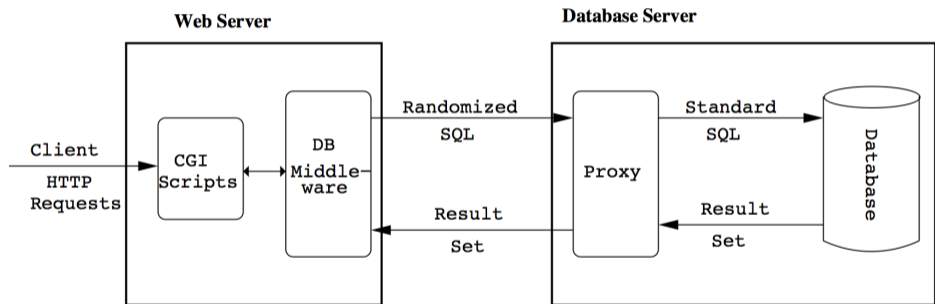 Web Server
Database Server
Client
HTTP
Requests
CGI
Scripts
DB
Middle-
ware
Randomized
SQL
Result
Set
Proxy
Standard
SQL
Result
Set
Database